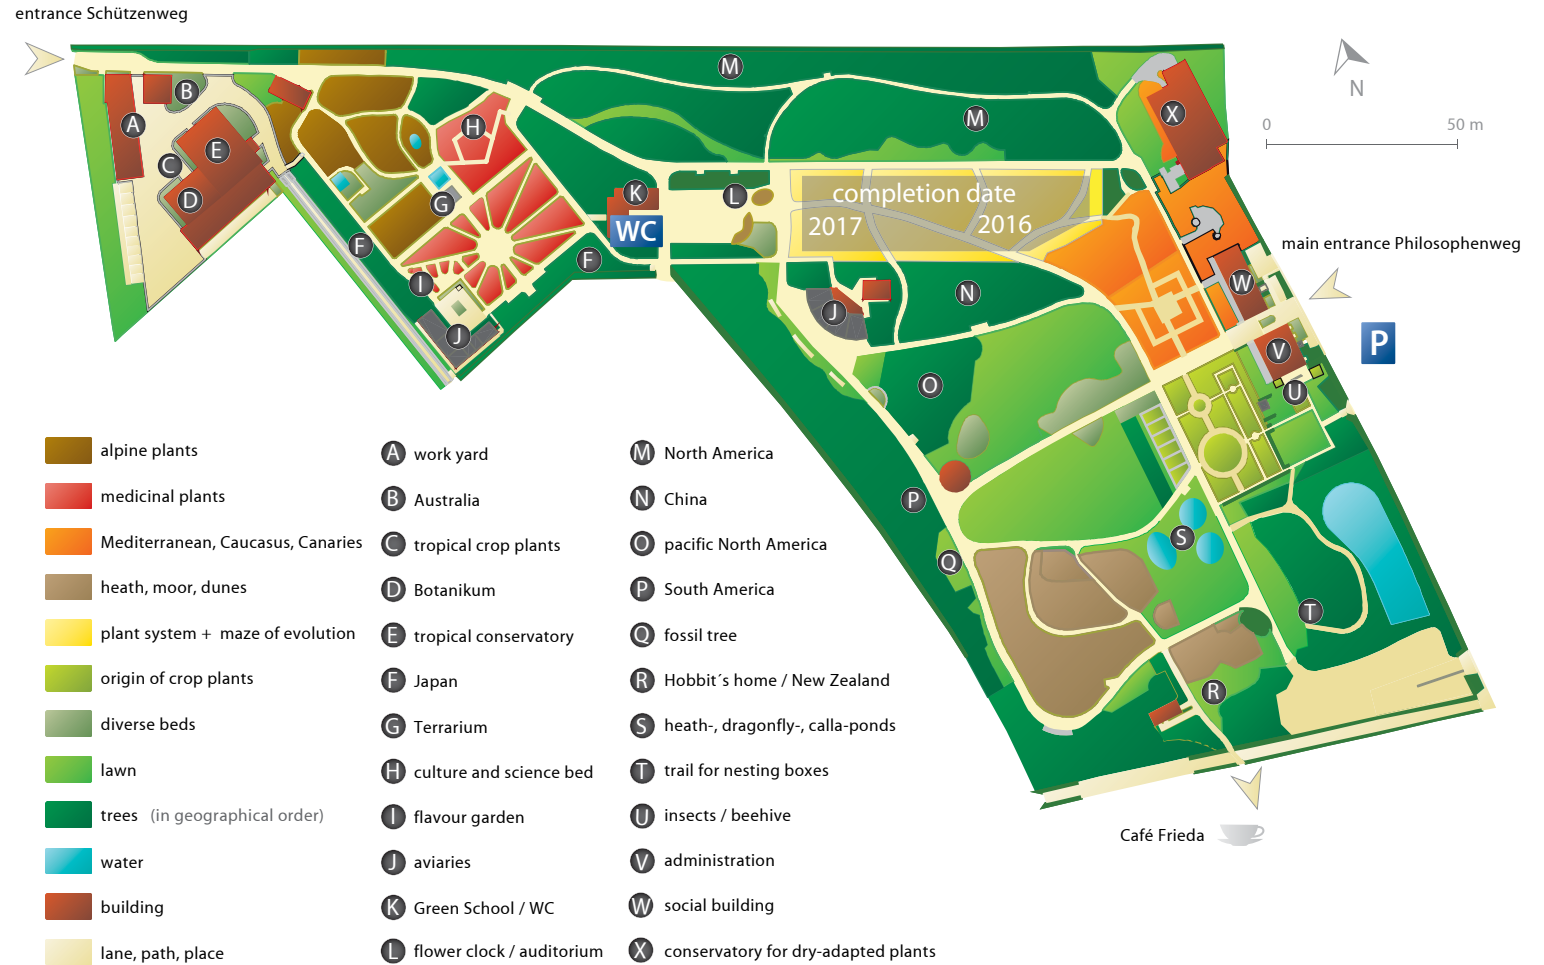 entrance Schützenweg
M
N
X
0
50 m
B
A
H
M
C
E
D
G
K
L
completion date
2017
2016
WC
F
F
I
J
J
N
W
main entrance Philosophenweg
P
V
U
O
P
Q
S
T
R
Café Frieda
alpine plants
medicinal plants
Mediterranean, Caucasus, Canaries
heath, moor, dunes
plant system + maze of evolution
origin of crop plants
diverse beds
lawn
trees (in geographical order)
water
building
lane, path, place
A work yard
B Australia
C tropical crop plants
D Botanikum
E tropical conservatory
F Japan
G Terrarium
H culture and science bed
I flavour garden
J aviaries
K Green School / WC
L flower clock / auditorium
M North America
N China
O pacific North America
P South America
Q fossil tree
R Hobbit´s home / New Zealand
S heath-, dragonfly-, calla-ponds
T trail for nesting boxes
U insects / beehive
V administration
W social building
X conservatory for dry-adapted plants